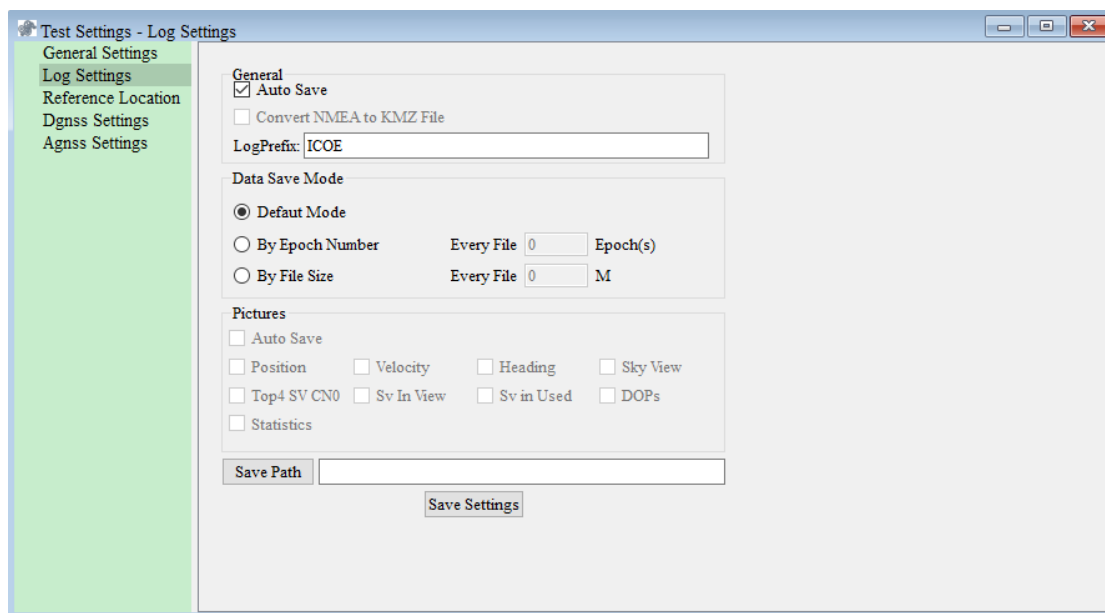 Test Settings - Log Settings
General Settings
Log Settings
Reference Location
Dgnss Settings
Agnss Settings
General
Auto Save
Convert NMEA to KMZ File
LogPrefix: ICOE
Data Save Mode
Defaut Mode
By Epoch Number Every File 0 Epoch(s)
By File Size Every File 0 M
Pictures
Auto Save
Position Velocity Heading Sky View
Top4 SV CN0 Sv In View Sv in Used DOPs
Statistics
Save Path
Save Settings